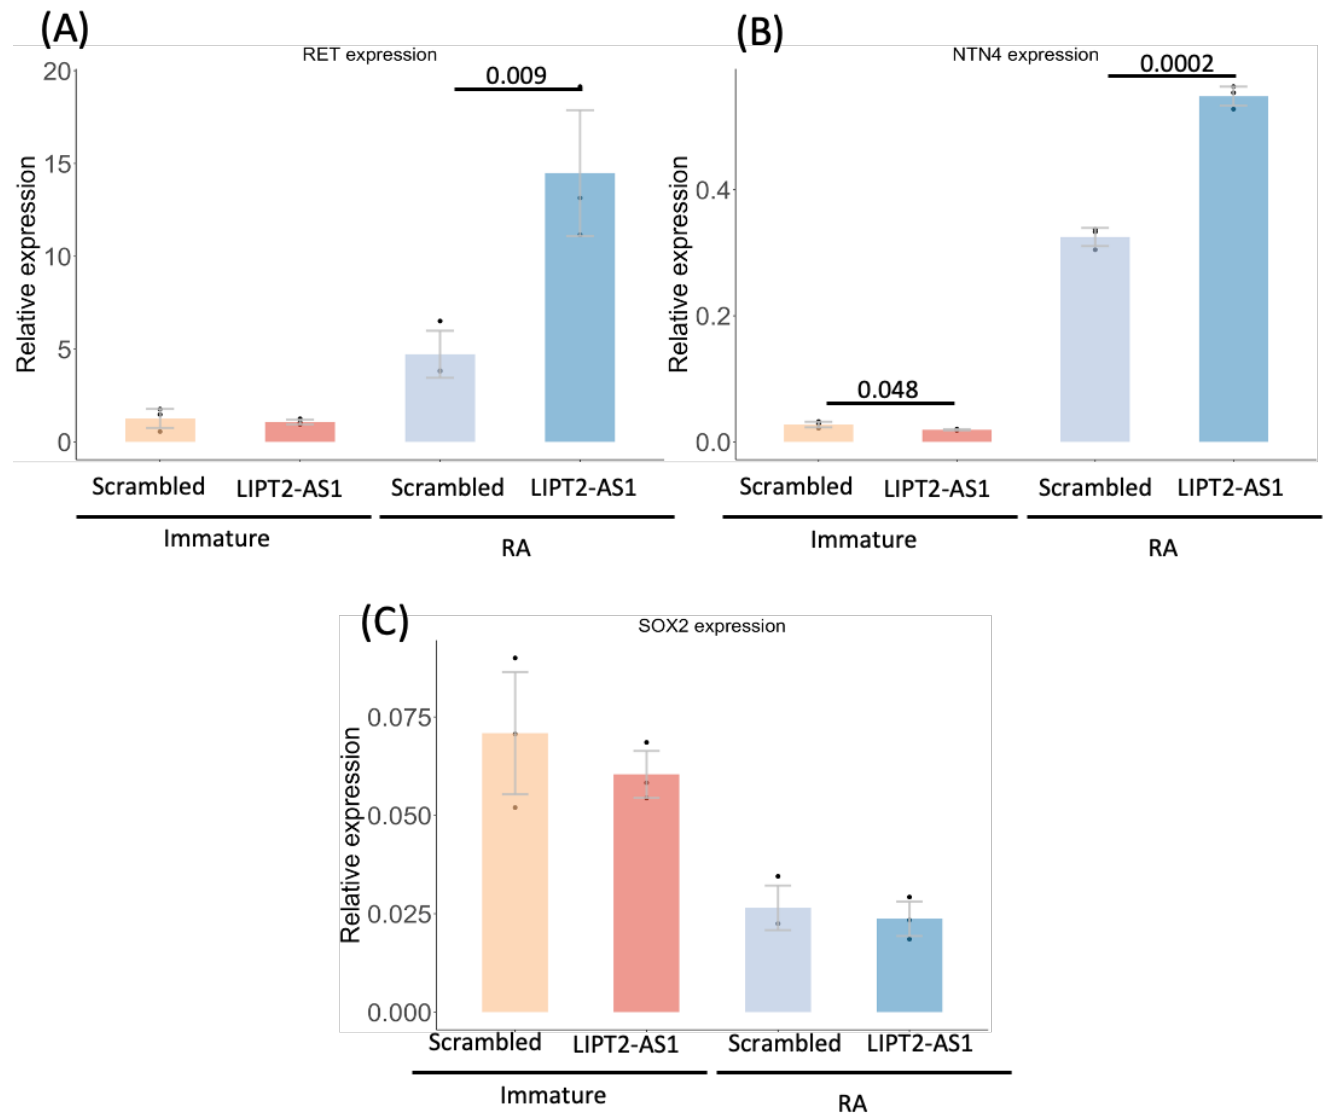 (A)
RET expression
0.009
20
15
10
5
0
Relative expression
Scrambled LIPT2-AS1 Scrambled LIPT2-AS1
Immature RA
(B)
NTN4 expression
0.0002
0.4
0.2
0.048
0.0
Relative expression
Scrambled LIPT2-AS1 Scrambled LIPT2-AS1
Immature RA
(C)
SOX2 expression
0.075
0.050
0.025
0.000
Relative expression
Scrambled LIPT2-AS1 Scrambled LIPT2-AS1
Immature RA